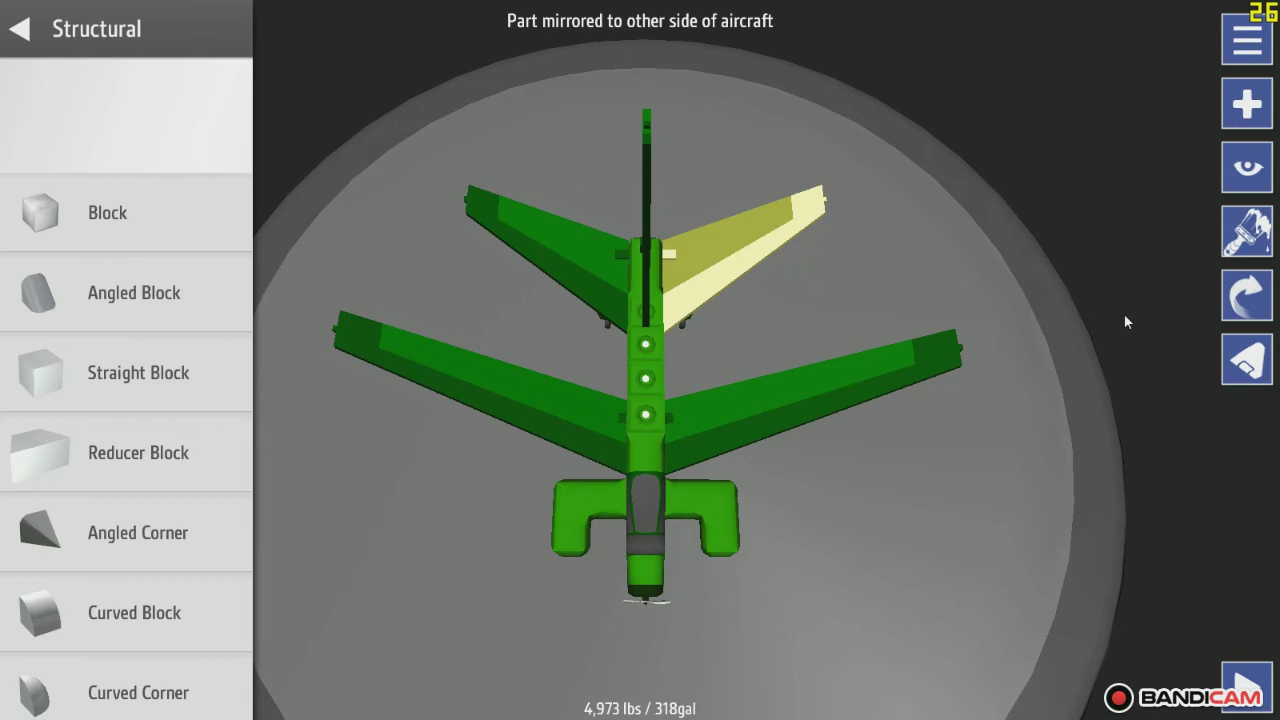 Structural
Part mirrored to other side of aircraft
26
Block
Angled Block
Straight Block
Reducer Block
Angled Corner
Curved Block
Curved Corner
4,973 lbs / 318gal
BANDICAM